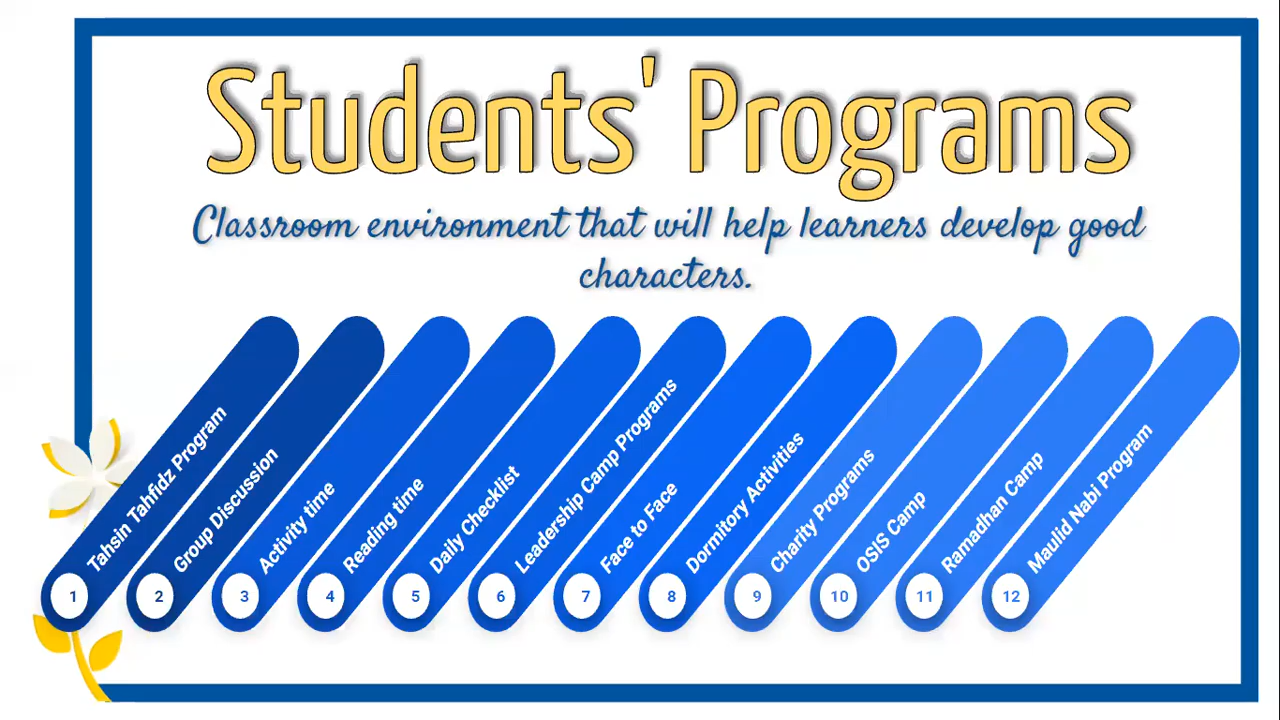 Students' Programs
Classroom environment that will help learners develop good
characters.
1 Tahsin Tahfidz Program
2 Group Discussion
3 Activity time
4 Reading time
5 Daily Checklist
6 Leadership Camp Programs
7 Face to Face
8 Dormitory Activities
9 Charity Programs
10 OSIS Camp
11 Ramadhan Camp
12 Maulid Nabi Program